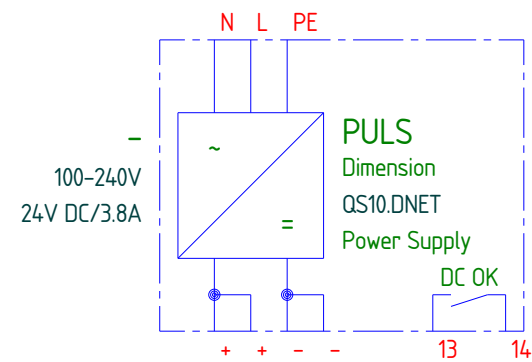 N L PE
–
100-240V
24V DC/3.8A
~
=
PULS
Dimension
QS10.DNET
Power Supply
DC OK
+ + – –
13 14